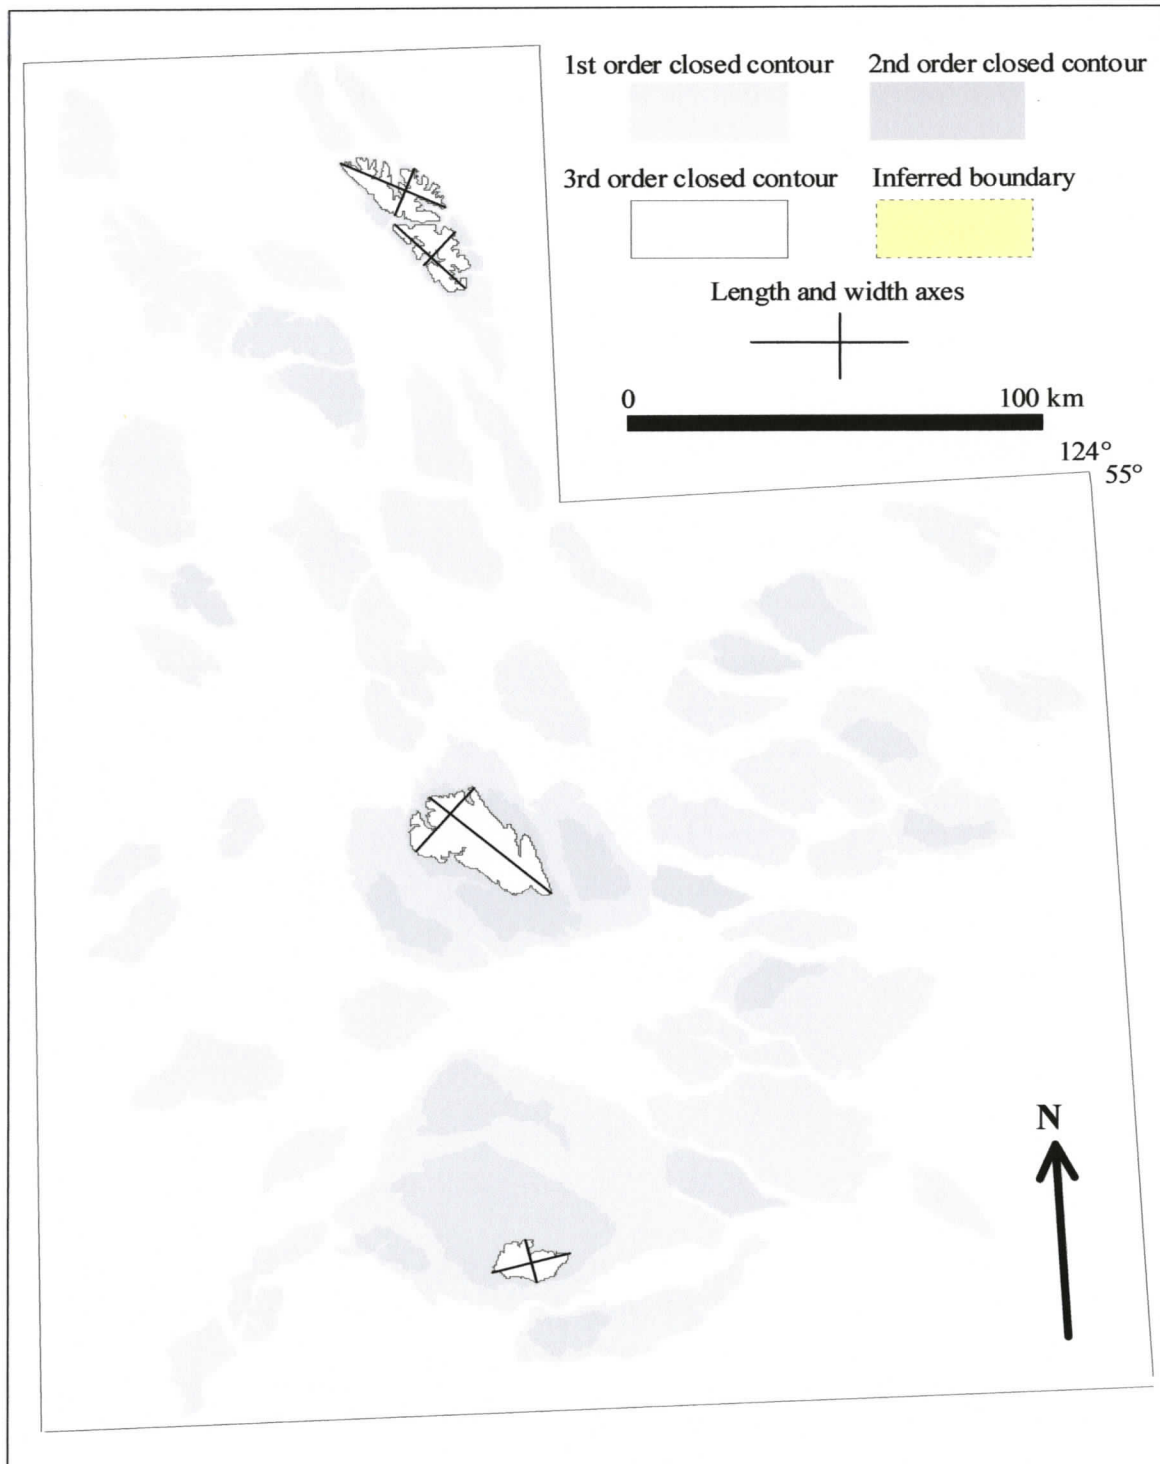 1st order closed contour 2nd order closed contour
3rd order closed contour Inferred boundary
Length and width axes
0 100 km
124°
55°
N